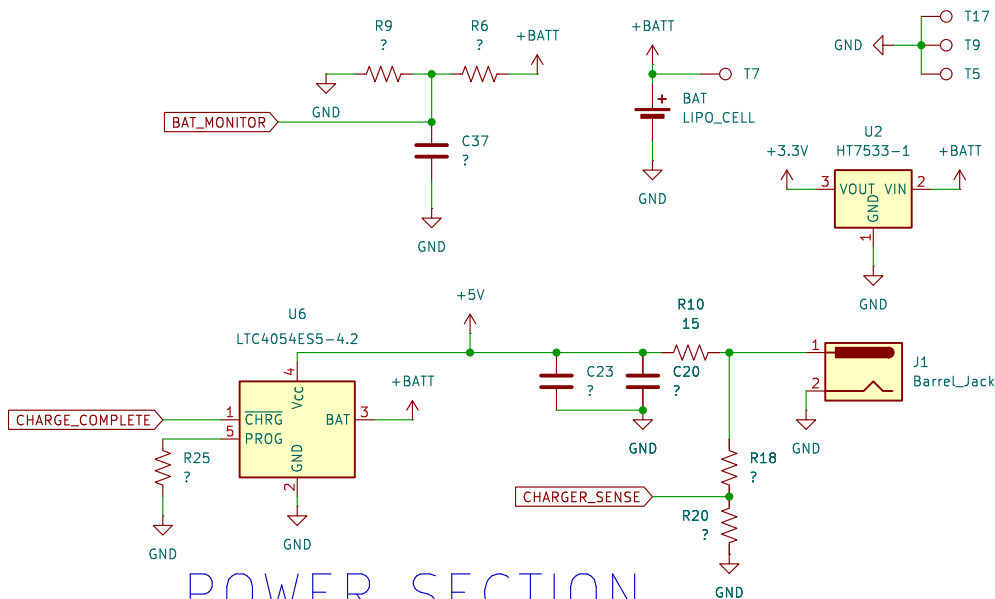 R9
?
R6
?
+BATT
GND
BAT_MONITOR
C37
?
GND
+BATT
T7
+
BAT
LIPO_CELL
GND
T17
GND
T9
T5
U2
HT7533-1
+3.3V
+BATT
3
VOUT
VIN
2
GND
1
GND
+5V
U6
LTC4054ES5-4.2
4
Vcc
+BATT
CHARGE_COMPLETE
1
CHRG
BAT
3
5
PROG
GND
2
R25
?
GND
GND
R10
15
C23
?
C20
?
GND
1
J1
Barrel_Jack
2
GND
R18
?
CHARGER_SENSE
R20
?
GND
POWER SECTION